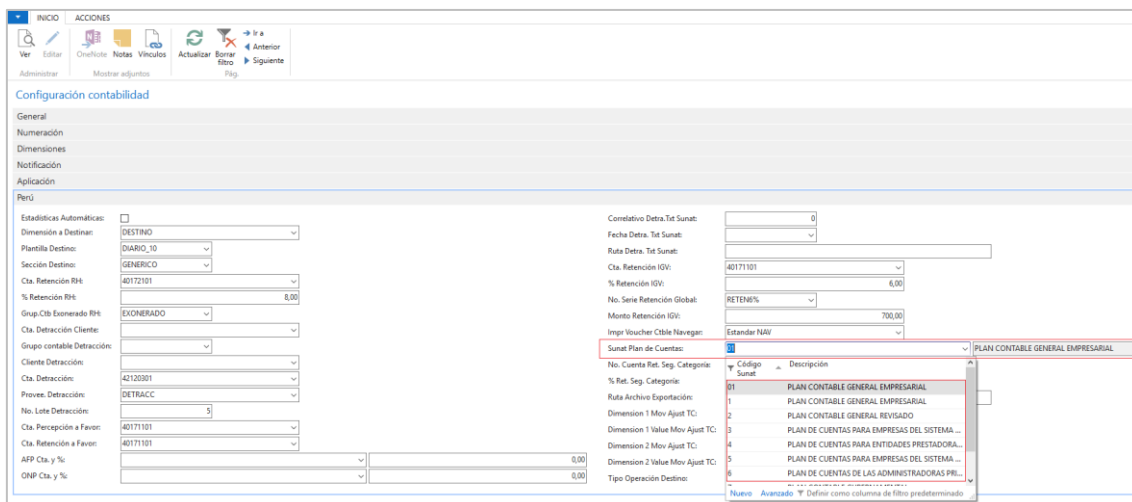 INICIO ACCIONES
Ver Editar OneNote Notas Vínculos Actualizar Borrar filtro Ir a
Anterior
Siguiente
Administrar Mostrar adjuntos Pág.
Configuración contabilidad
General
Numeración
Dimensiones
Notificación
Aplicación
Perú
Estadísticas Automáticas:
Dimensión a Destinar: DESTINO
Plantilla Destino: DIARIO_10
Sección Destino: GENERICO
Cta. Retención RH: 40172101
% Retención RH: 8,00
Grup.Ctb Exonerado RH: EXONERADO
Cta. Detracción Cliente:
Grupo contable Detracción:
Cliente Detracción:
Cta. Detracción: 42120301
Provee. Detracción: DETRACC
No. Lote Detracción: 5
Cta. Percepción a Favor: 40171101
Cta. Retención a Favor: 40171101
AFP Cta. y %: 0,00
ONP Cta. y %: 0,00
Correlativo Detra.Txt Sunat: 0
Fecha Detra. Txt Sunat:
Ruta Detra. Txt Sunat:
Cta. Retención IGV: 40171101
% Retención IGV: 6,00
No. Serie Retención Global: RETEN6%
Monto Retención IGV: 700,00
Impr Voucher Ctble Navegar: Estandar NAV
Sunat Plan de Cuentas: 01 PLAN CONTABLE GENERAL EMPRESARIAL
No. Cuenta Ret. Seg. Categoria:
% Ret. Seg. Categoria:
Ruta Archivo Exportación:
Dimension 1 Mov Ajust TC:
Dimension 1 Value Mov Ajust TC:
Dimension 2 Mov Ajust TC:
Dimension 2 Value Mov Ajust TC:
Tipo Operación Destino:
Código Sunat Descripción
01 PLAN CONTABLE GENERAL EMPRESARIAL
1 PLAN CONTABLE GENERAL EMPRESARIAL
2 PLAN CONTABLE GENERAL REVISADO
3 PLAN DE CUENTAS PARA EMPRESAS DEL SISTEMA ...
4 PLAN DE CUENTAS PARA ENTIDADES PRESTADORA...
5 PLAN DE CUENTAS PARA EMPRESAS DEL SISTEMA ...
6 PLAN DE CUENTAS DE LAS ADMINISTRADORAS PRI...
Nuevo Avanzado Definir como columna de filtro predeterminado